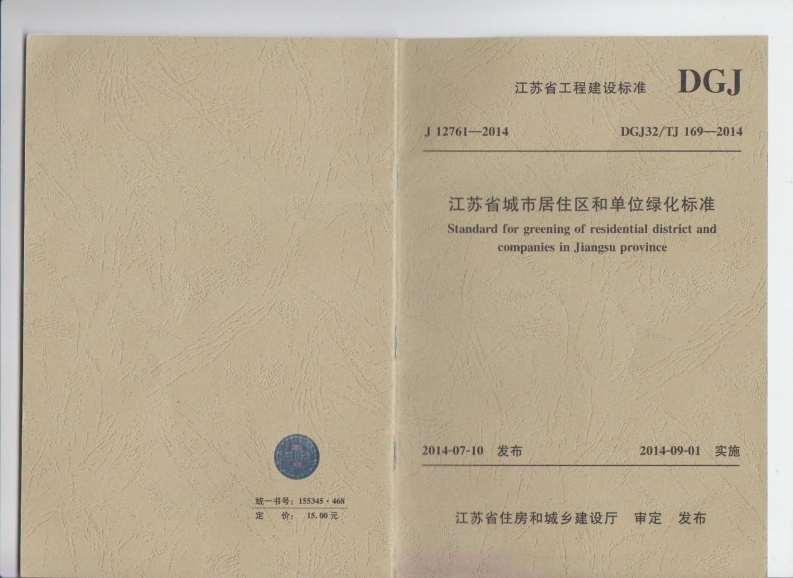 江苏省工程建设标准 DGJ
J 12761—2014 DGJ32/TJ 169—2014
江苏省城市居住区和单位绿化标准
Standard for greening of residential district and
companies in Jiangsu province
2014-07-10 发布 2014-09-01 实施
江苏省住房和城乡建设厅 审定 发布
统一书号：155345·468
定 价： 15.00元